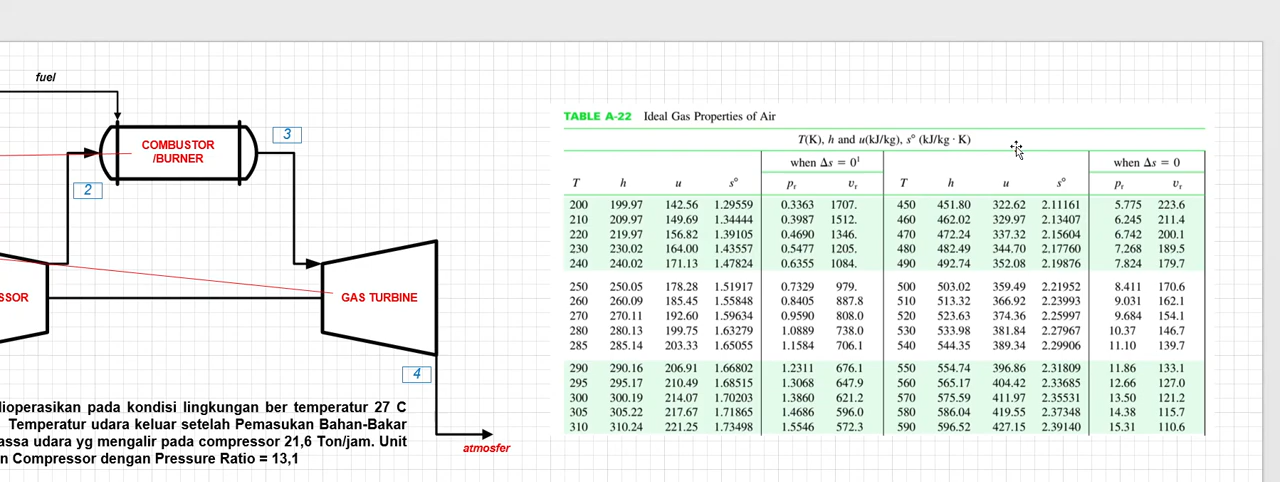 fuel
COMBUSTOR
/BURNER
3
2
SSOR
GAS TURBINE
4
dioperasikan pada kondisi lingkungan ber temperatur 27 C
Temperatur udara keluar setelah Pemasukan Bahan-Bakar
assa udara yg mengalir pada compressor 21,6 Ton/jam. Unit
n Compressor dengan Pressure Ratio = 13,1
atmosfer
TABLE A-22 Ideal Gas Properties of Air
T(K), h and u(kJ/kg), s° (kJ/kg · K)
when Δs = 0¹ when Δs = 0
T h u s° pᵣ vᵣ T h u s° pᵣ vᵣ
200 199.97 142.56 1.29559 0.3363 1707. 450 451.80 322.62 2.11161 5.775 223.6
210 209.97 149.69 1.34444 0.3987 1512. 460 462.02 329.97 2.13407 6.245 211.4
220 219.97 156.82 1.39105 0.4690 1346. 470 472.24 337.32 2.15604 6.742 200.1
230 230.02 164.00 1.43557 0.5477 1205. 480 482.49 344.70 2.17760 7.268 189.5
240 240.02 171.13 1.47824 0.6355 1084. 490 492.74 352.08 2.19876 7.824 179.7
250 250.05 178.28 1.51917 0.7329 979. 500 503.02 359.49 2.21952 8.411 170.6
260 260.09 185.45 1.55848 0.8405 887.8 510 513.32 366.92 2.23993 9.031 162.1
270 270.11 192.60 1.59634 0.9590 808.0 520 523.63 374.36 2.25997 9.684 154.1
280 280.13 199.75 1.63279 1.0889 738.0 530 533.98 381.84 2.27967 10.37 146.7
285 285.14 203.33 1.65055 1.1584 706.1 540 544.35 389.34 2.29906 11.10 139.7
290 290.16 206.91 1.66802 1.2311 676.1 550 554.74 396.86 2.31809 11.86 133.1
295 295.17 210.49 1.68515 1.3068 647.9 560 565.17 404.42 2.33685 12.66 127.0
300 300.19 214.07 1.70203 1.3860 621.2 570 575.59 411.97 2.35531 13.50 121.2
305 305.22 217.67 1.71865 1.4686 596.0 580 586.04 419.55 2.37348 14.38 115.7
310 310.24 221.25 1.73498 1.5546 572.3 590 596.52 427.15 2.39140 15.31 110.6